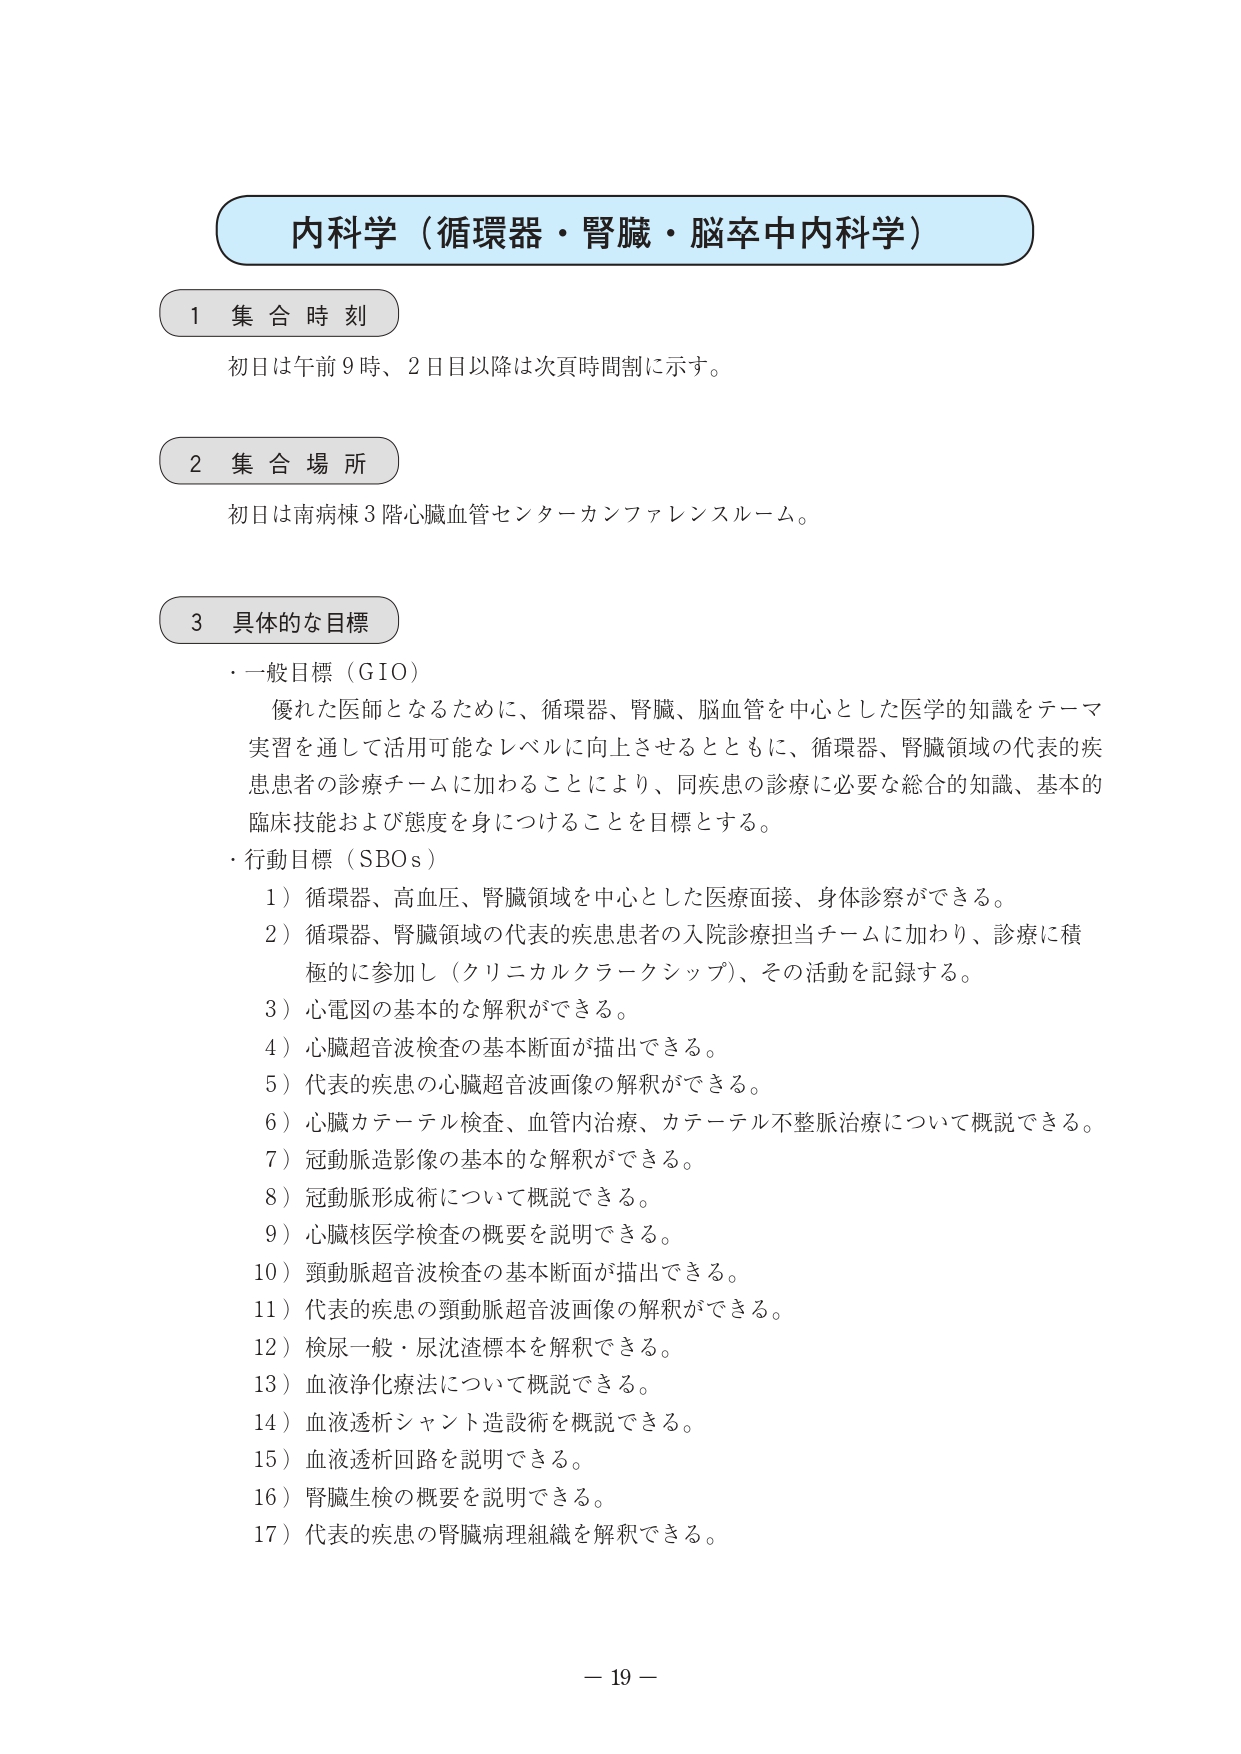 内科学（循環器・腎臓・脳卒中内科学）
1　集合時刻
初日は午前9時、2日目以降は次頁時間割に示す。
2　集合場所
初日は南病棟3階心臓血管センターカンファレンスルーム。
3　具体的な目標
・一般目標（GIO）
優れた医師となるために、循環器、腎臓、脳血管を中心とした医学的知識をテーマ
実習を通して活用可能なレベルに向上させるとともに、循環器、腎臓領域の代表的疾
患患者の診療チームに加わることにより、同疾患の診療に必要な総合的知識、基本的
臨床技能および態度を身につけることを目標とする。
・行動目標（SBOs）
1）循環器、高血圧、腎臓領域を中心とした医療面接、身体診察ができる。
2）循環器、腎臓領域の代表的疾患患者の入院診療担当チームに加わり、診療に積
極的に参加し（クリニカルクラークシップ）、その活動を記録する。
3）心電図の基本的な解釈ができる。
4）心臓超音波検査の基本断面が描出できる。
5）代表的疾患の心臓超音波画像の解釈ができる。
6）心臓カテーテル検査、血管内治療、カテーテル不整脈治療について概説できる。
7）冠動脈造影像の基本的な解釈ができる。
8）冠動脈形成術について概説できる。
9）心臓核医学検査の概要を説明できる。
10）頸動脈超音波検査の基本断面が描出できる。
11）代表的疾患の頸動脈超音波画像の解釈ができる。
12）検尿一般・尿沈渣標本を解釈できる。
13）血液浄化療法について概説できる。
14）血液透析シャント造設術を概説できる。
15）血液透析回路を説明できる。
16）腎臓生検の概要を説明できる。
17）代表的疾患の腎臓病理組織を解釈できる。
― 19 ―